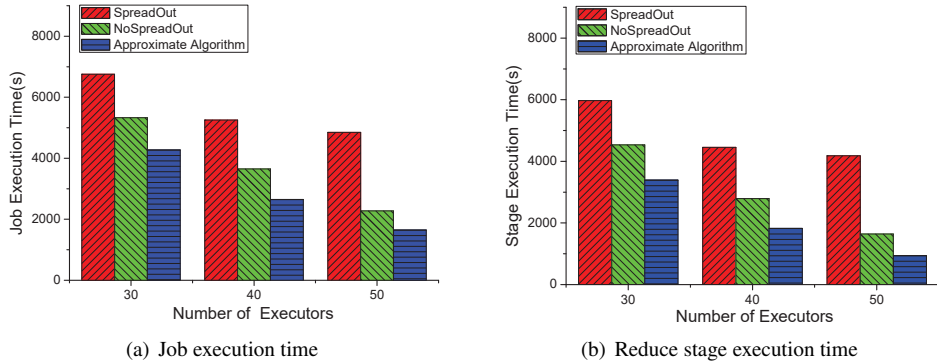 SpreadOut
NoSpreadOut
Approximate Algorithm
8000
6000
4000
2000
0
Job Execution Time(s)
30
40
50
Number of Executors
(a) Job execution time
SpreadOut
NoSpreadOut
Approximate Algorithm
8000
6000
4000
2000
0
Stage Execution Time(s)
30
40
50
Number of Executors
(b) Reduce stage execution time